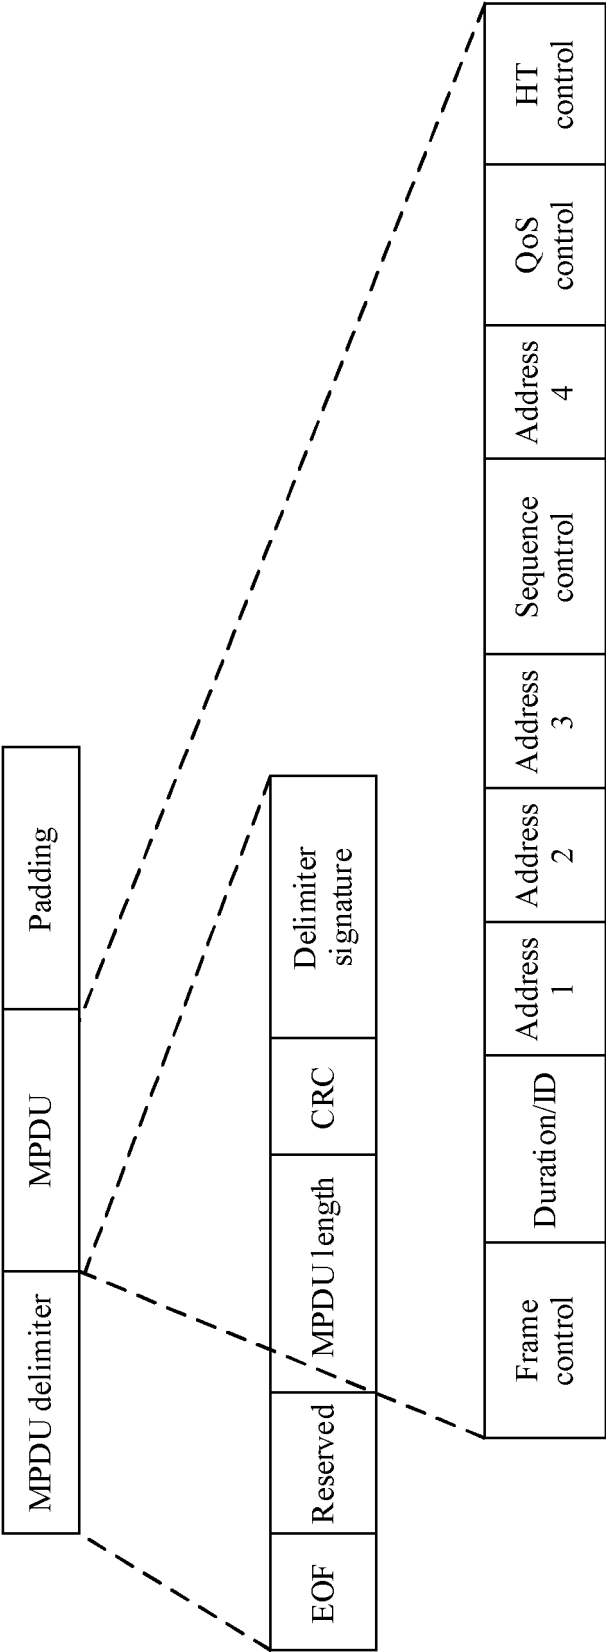 MPDU delimiter
MPDU
Padding
EOF
Reserved
MPDU length
CRC
Delimiter
signature
Frame
control
Duration/ID
Address
1
Address
2
Address
3
Sequence
control
Address
4
QoS
control
HT
control